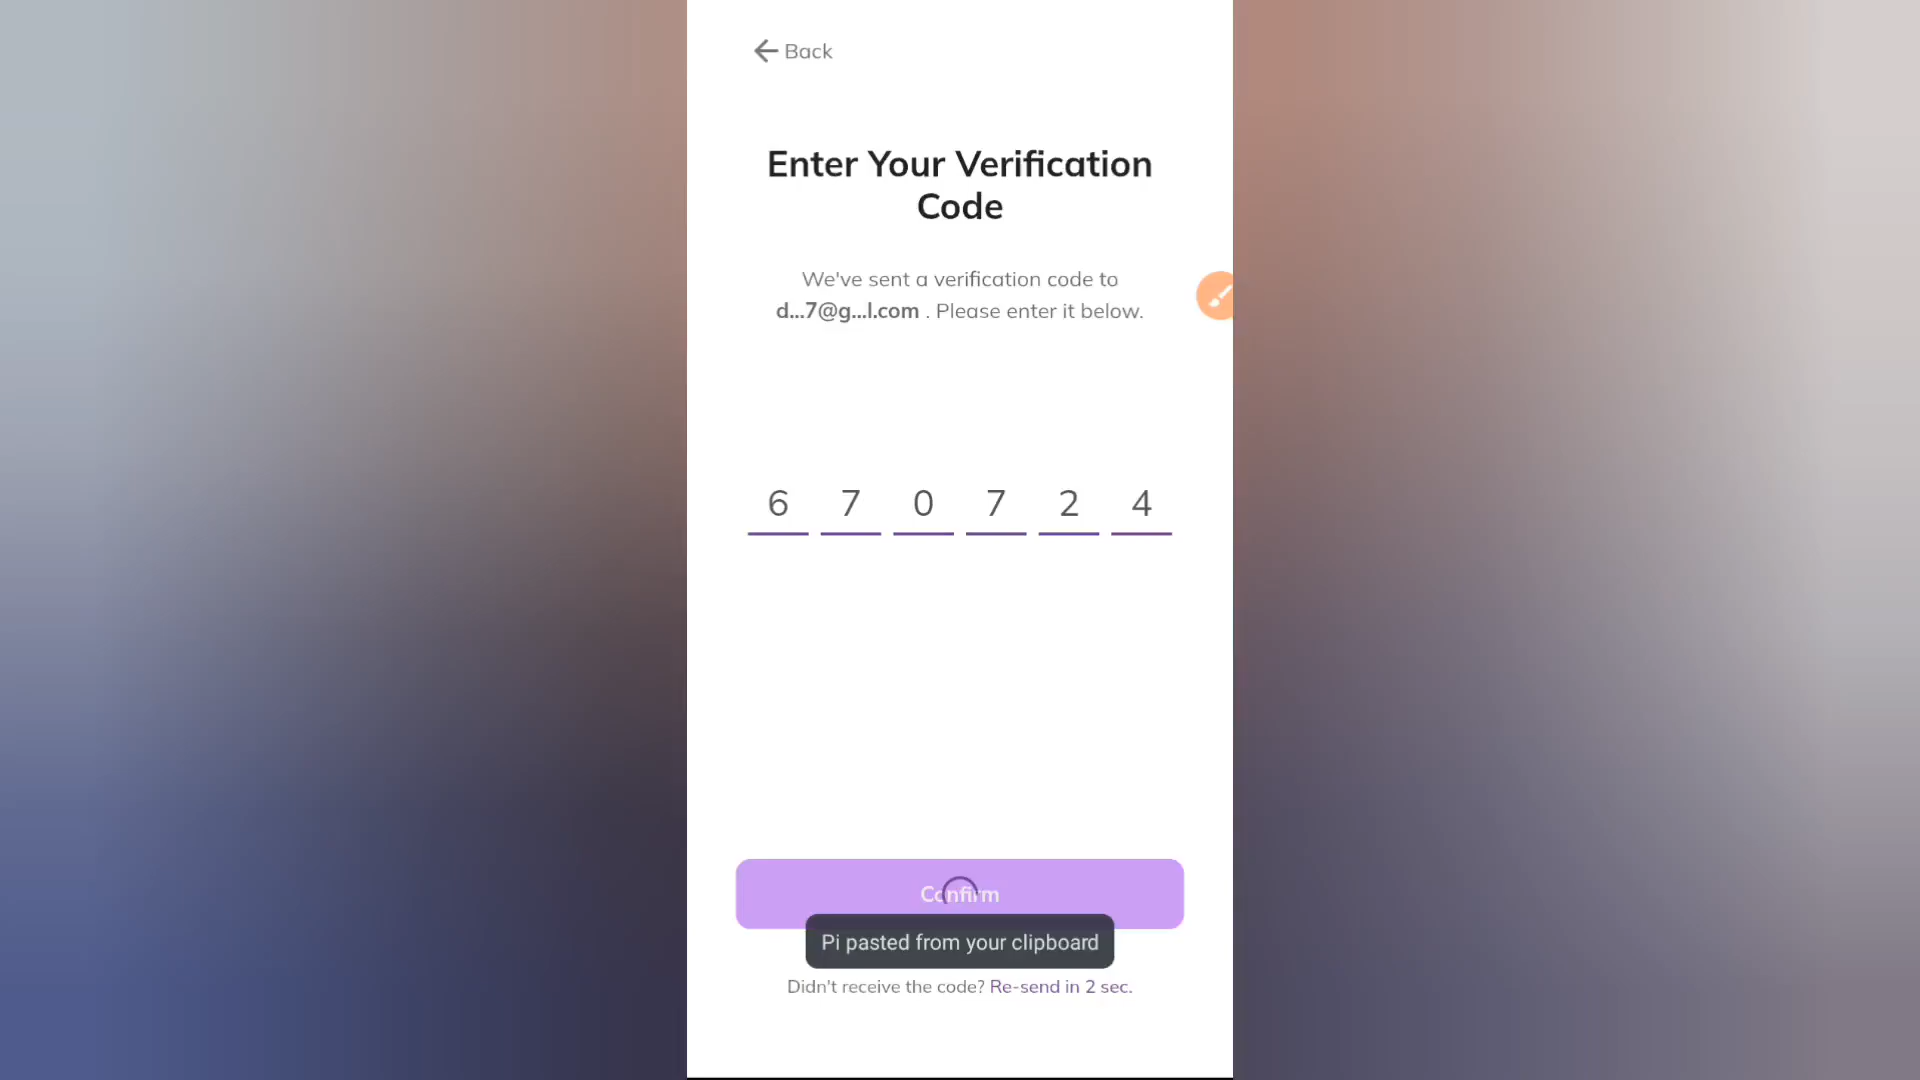 Back
Enter Your Verification
Code
We've sent a verification code to
d...7@g...l.com . Please enter it below.
6 7 0 7 2 4
Confirm
Pi pasted from your clipboard
Didn't receive the code? Re-send in 2 sec.